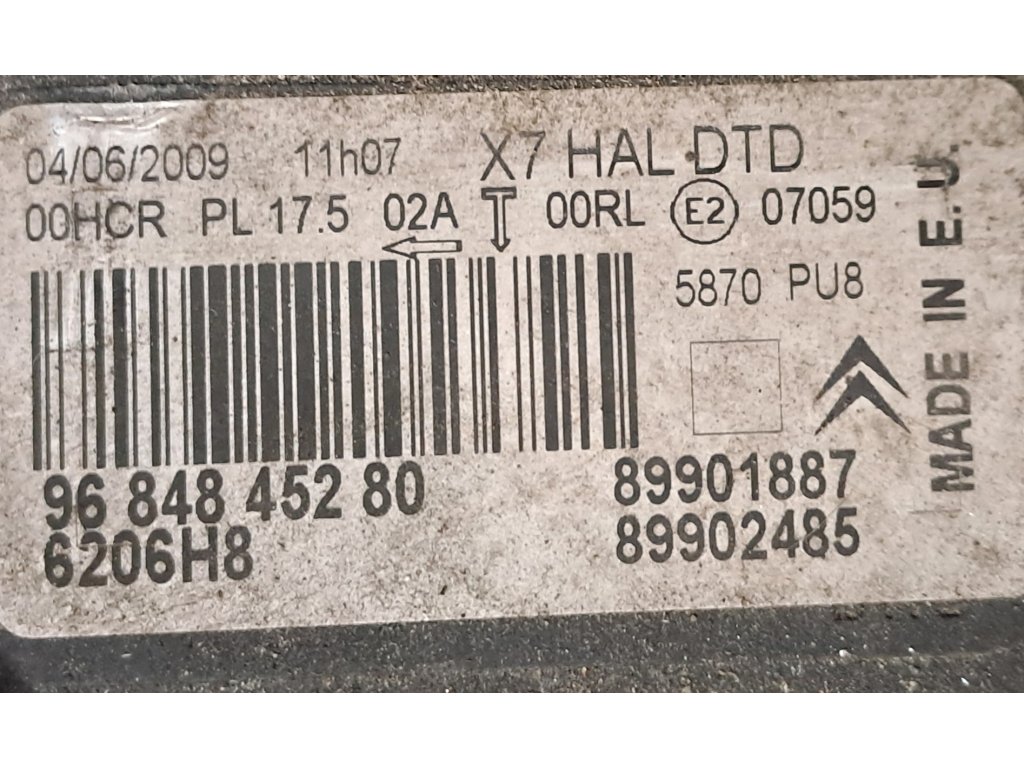 04/06/2009 11h07 X7 HAL DTD
00HCR PL 17.5 02A 00RL E2 07059
5870 PU8
96 848 452 80
6206H8
89901887
89902485
MADE IN E.U.